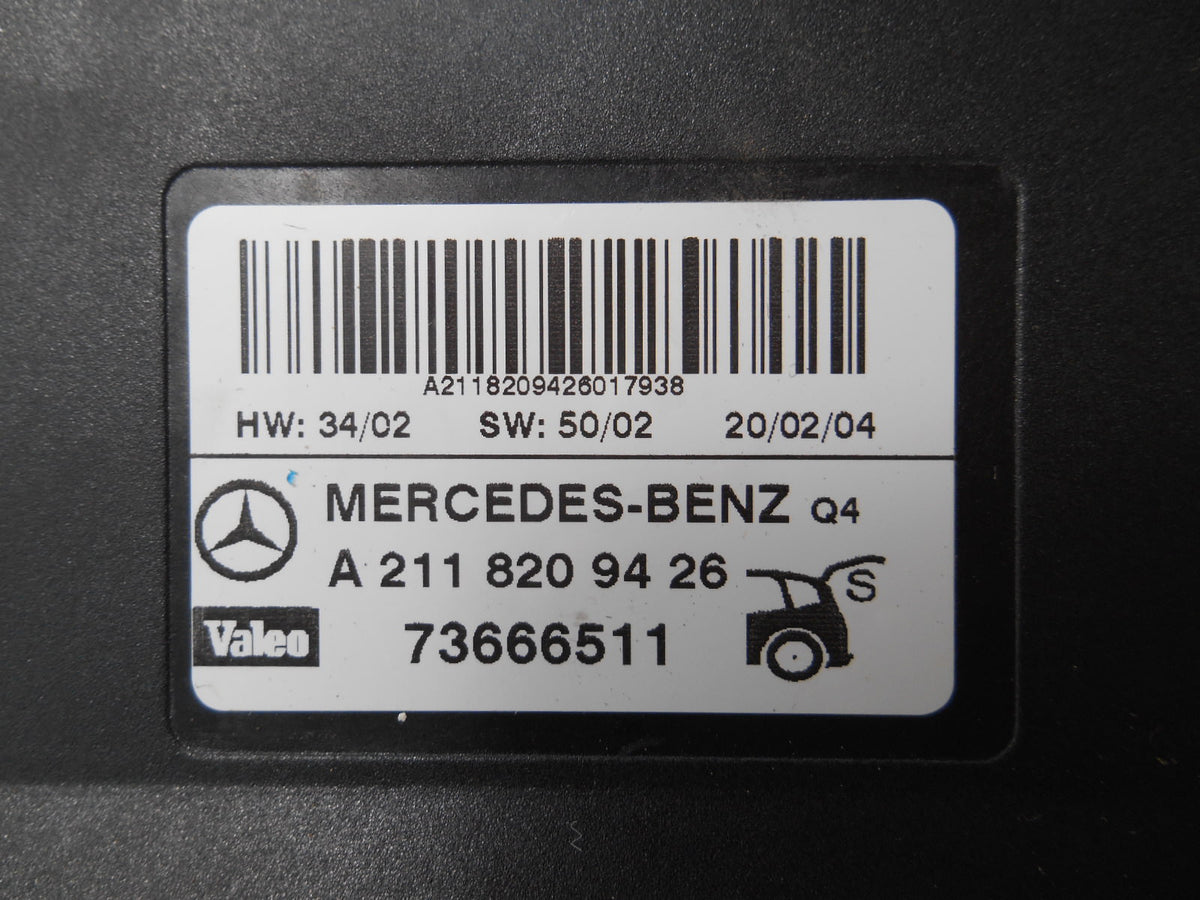 A2118209426017938
HW: 34/02 SW: 50/02 20/02/04
MERCEDES-BENZ Q4
A 211 820 94 26
S
Valeo 73666511